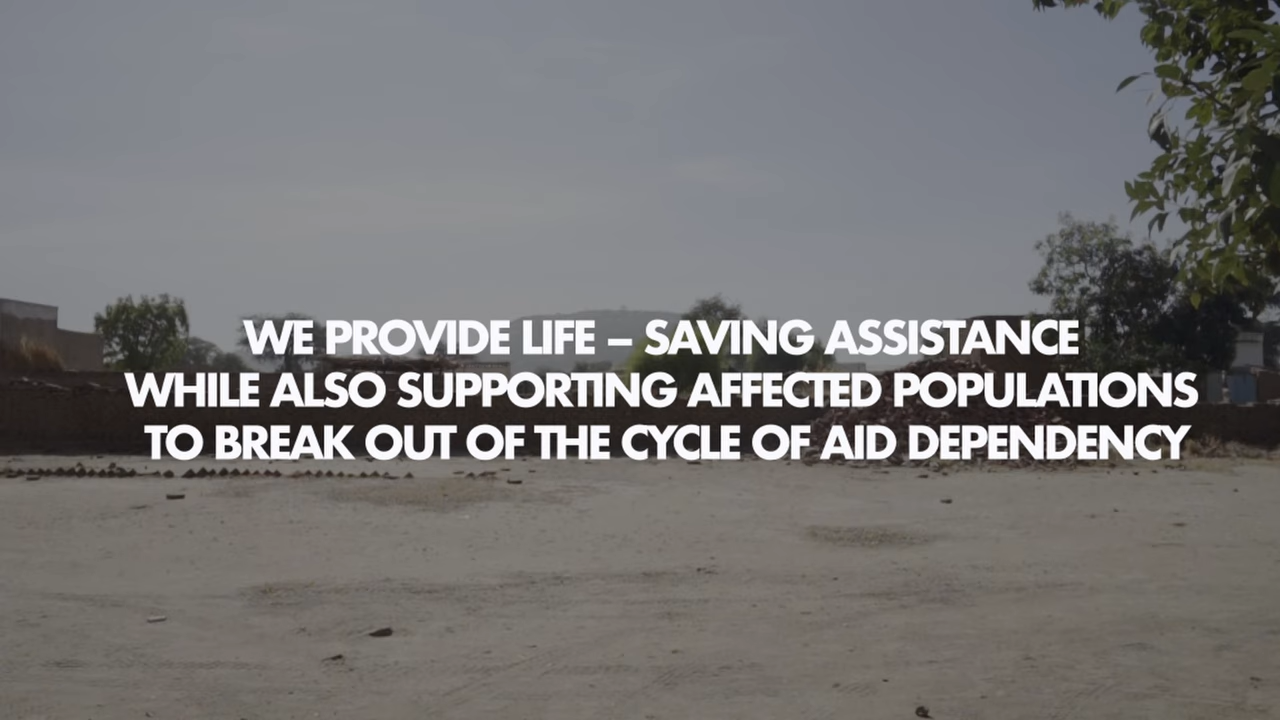 WE PROVIDE LIFE – SAVING ASSISTANCE
WHILE ALSO SUPPORTING AFFECTED POPULATIONS
TO BREAK OUT OF THE CYCLE OF AID DEPENDENCY